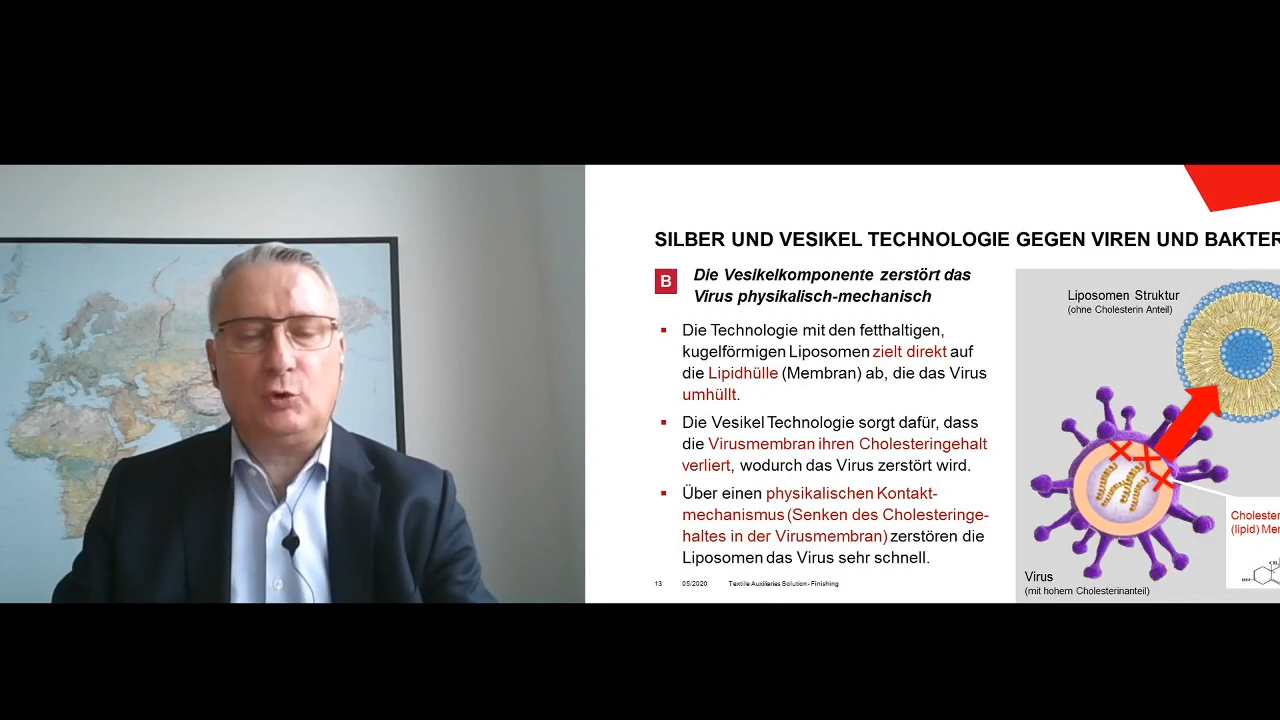 SILBER UND VESIKEL TECHNOLOGIE GEGEN VIREN UND BAKTER
B
Die Vesikelkomponente zerstört das
Virus physikalisch-mechanisch
▪ Die Technologie mit den fetthaltigen,
kugelförmigen Liposomen zielt direkt auf
die Lipidhülle (Membran) ab, die das Virus
umhüllt.
▪ Die Vesikel Technologie sorgt dafür, dass
die Virusmembran ihren Cholesteringehalt
verliert, wodurch das Virus zerstört wird.
▪ Über einen physikalischen Kontakt-
mechanismus (Senken des Cholesteringe-
haltes in der Virusmembran) zerstören die
Liposomen das Virus sehr schnell.
Liposomen Struktur
(ohne Cholesterin Anteil)
Cholester
(lipid) Mer
Virus
(mit hohem Cholesterinanteil)
13 05/2020 Textile Auxiliaries Solution - Finishing